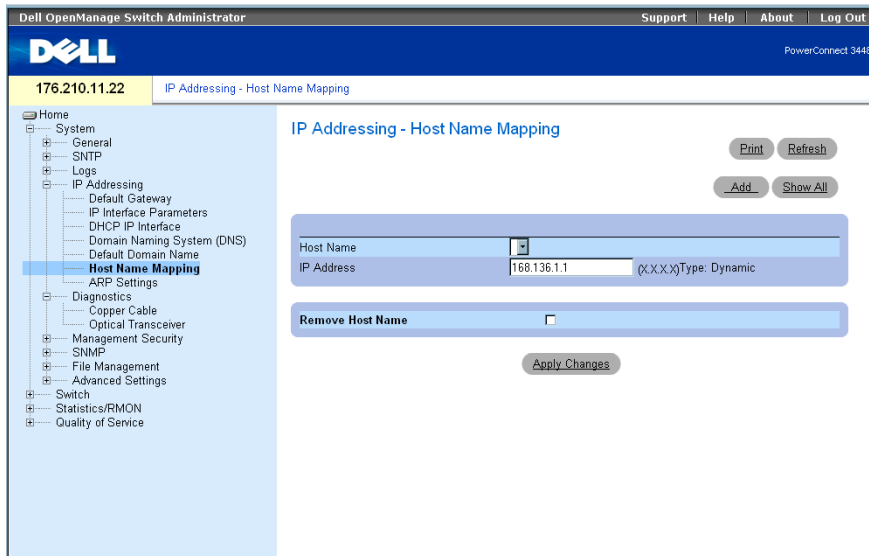 Dell OpenManage Switch Administrator
Support Help About Log Out
DELL
PowerConnect 3448
176.210.11.22
IP Addressing - Host Name Mapping
Home
System
General
SNTP
Logs
IP Addressing
Default Gateway
IP Interface Parameters
DHCP IP Interface
Domain Naming System (DNS)
Default Domain Name
Host Name Mapping
ARP Settings
Diagnostics
Copper Cable
Optical Transceiver
Management Security
SNMP
File Management
Advanced Settings
Switch
Statistics/RMON
Quality of Service
IP Addressing - Host Name Mapping
Print Refresh
Add Show All
Host Name
IP Address 168.136.1.1 (X.X.X.X)Type: Dynamic
Remove Host Name
Apply Changes